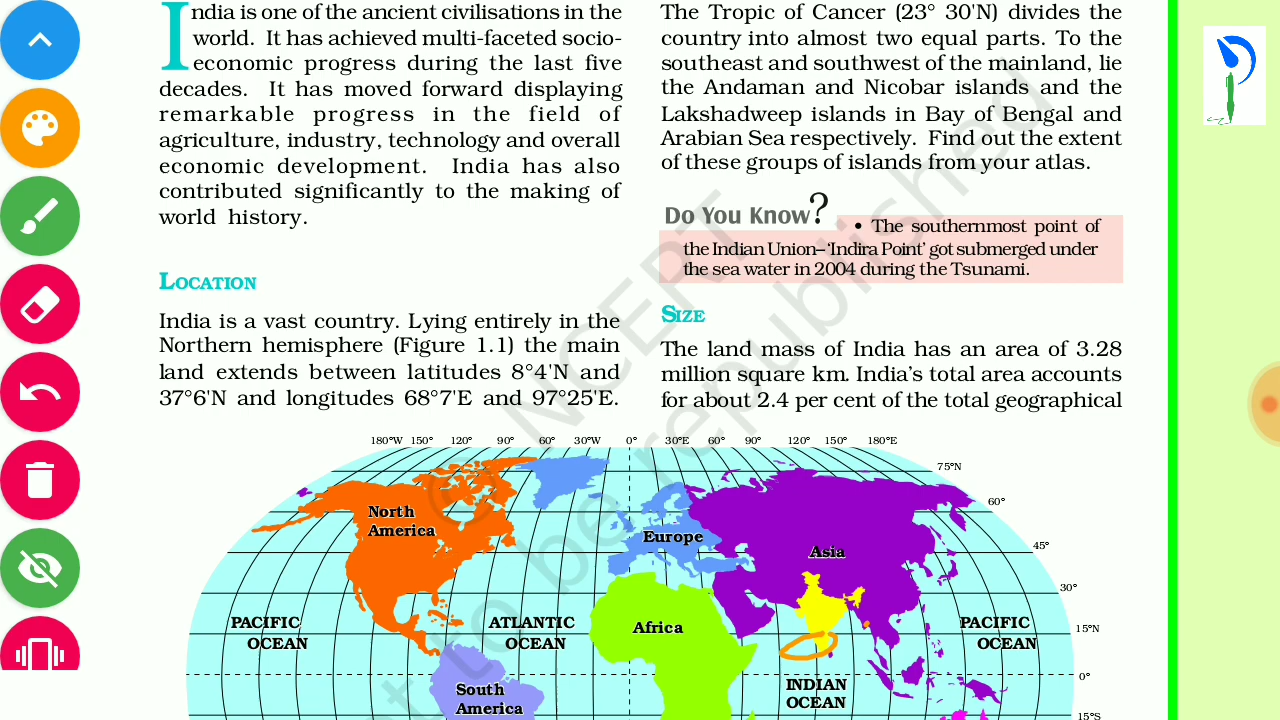 India is one of the ancient civilisations in the
world. It has achieved multi-faceted socio-
economic progress during the last five
decades. It has moved forward displaying
remarkable progress in the field of
agriculture, industry, technology and overall
economic development. India has also
contributed significantly to the making of
world history.
LOCATION
India is a vast country. Lying entirely in the
Northern hemisphere (Figure 1.1) the main
land extends between latitudes 8°4'N and
37°6'N and longitudes 68°7'E and 97°25'E.
The Tropic of Cancer (23° 30'N) divides the
country into almost two equal parts. To the
southeast and southwest of the mainland, lie
the Andaman and Nicobar islands and the
Lakshadweep islands in Bay of Bengal and
Arabian Sea respectively. Find out the extent
of these groups of islands from your atlas.
Do You Know?
• The southernmost point of
the Indian Union–‘Indira Point’ got submerged under
the sea water in 2004 during the Tsunami.
SIZE
The land mass of India has an area of 3.28
million square km. India’s total area accounts
for about 2.4 per cent of the total geographical
180°W 150° 120° 90° 60° 30°W 0° 30°E 60° 90° 120° 150° 180°E
75°N
60°
45°
30°
15°N
0°
15°S
North
America
Europe
Asia
PACIFIC
OCEAN
ATLANTIC
OCEAN
Africa
PACIFIC
OCEAN
South
America
INDIAN
OCEAN
© NCERT
not to be republished